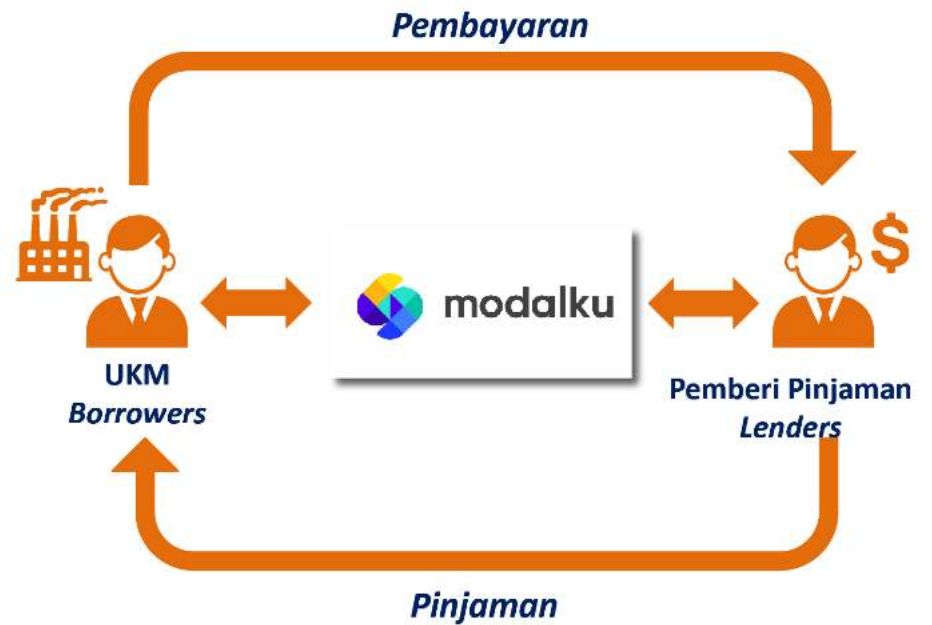 Pembayaran
$
modalku
UKM
Borrowers
Pemberi Pinjaman
Lenders
Pinjaman